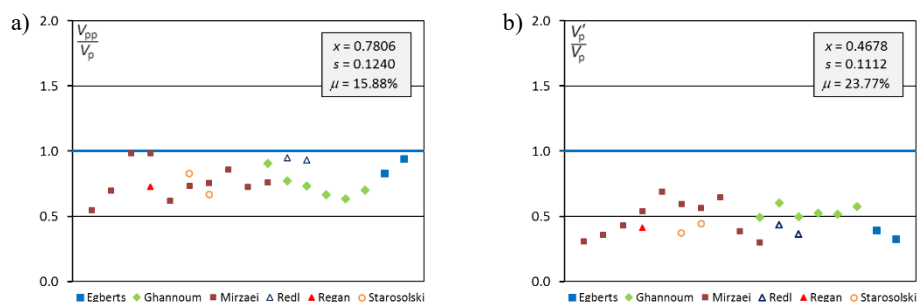 a)
V_pp
V_p
2.0
1.5
1.0
0.5
0.0
x = 0.7806
s = 0.1240
μ = 15.88%
Egberts Ghannoum Mirzaei Redl Regan Starosolski
b)
V′_p
V_p
2.0
1.5
1.0
0.5
0.0
x = 0.4678
s = 0.1112
μ = 23.77%
Egberts Ghannoum Mirzaei Redl Regan Starosolski